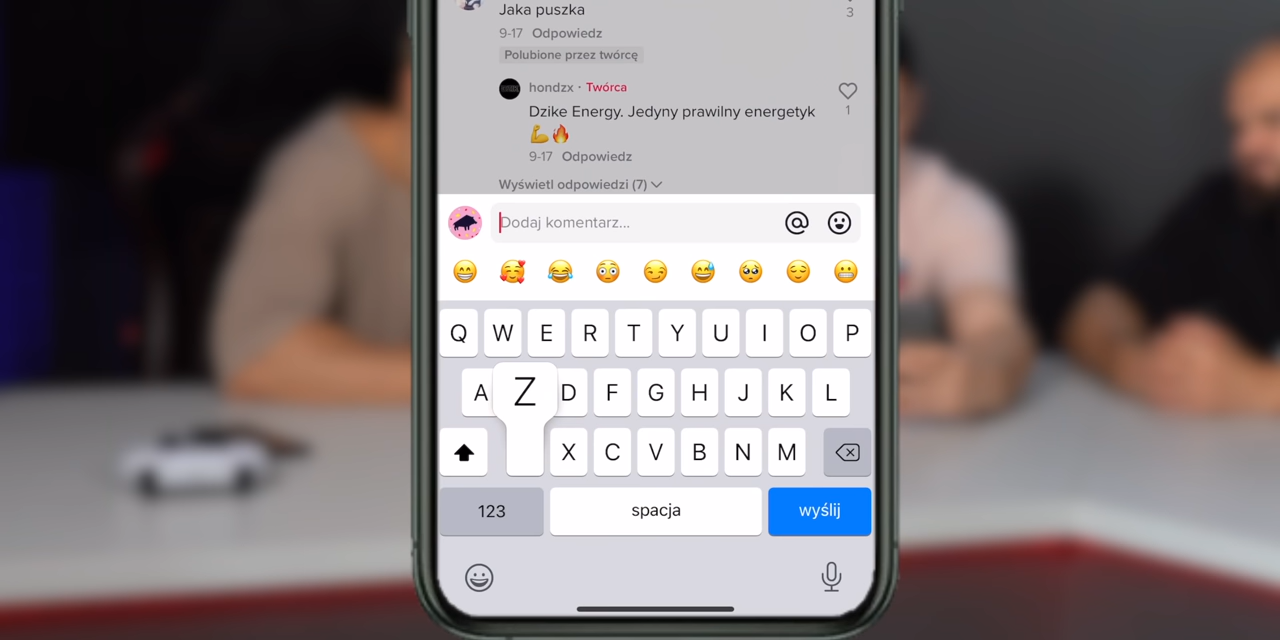 Jaka puszka
3
9-17 Odpowiedz
Polubione przez twórcę
hondzx · Twórca
Dzike Energy. Jedyny prawilny energetyk
💪🔥
1
9-17 Odpowiedz
Wyświetl odpowiedzi (7)
Dodaj komentarz...
Q W E R T Y U I O P
A Z D F G H J K L
X C V B N M
123 spacja wyślij